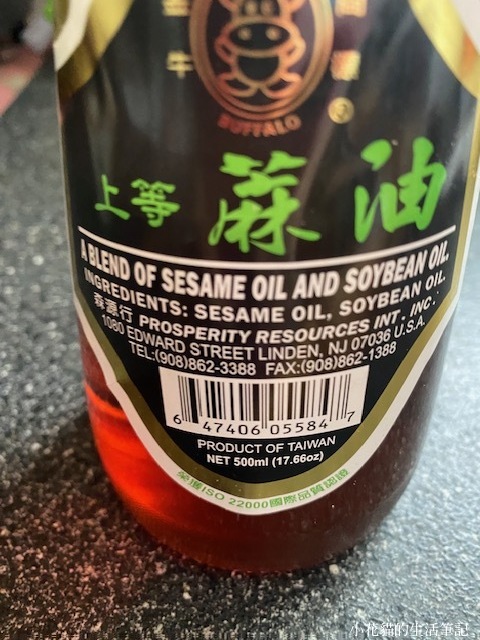 金牛
BUFFALO
®
上等 蔴油
A BLEND OF SESAME OIL AND SOYBEAN OIL.
INGREDIENTS: SESAME OIL, SOYBEAN OIL.
森源行 PROSPERITY RESOURCES INT. INC.
1080 EDWARD STREET LINDEN, NJ 07036 U.S.A.
TEL:(908)862-3388 FAX:(908)862-1388
6 47406 05584 7
PRODUCT OF TAIWAN
NET 500ml (17.66oz)
榮獲ISO 22000國際品質認證
小花貓的生活筆記